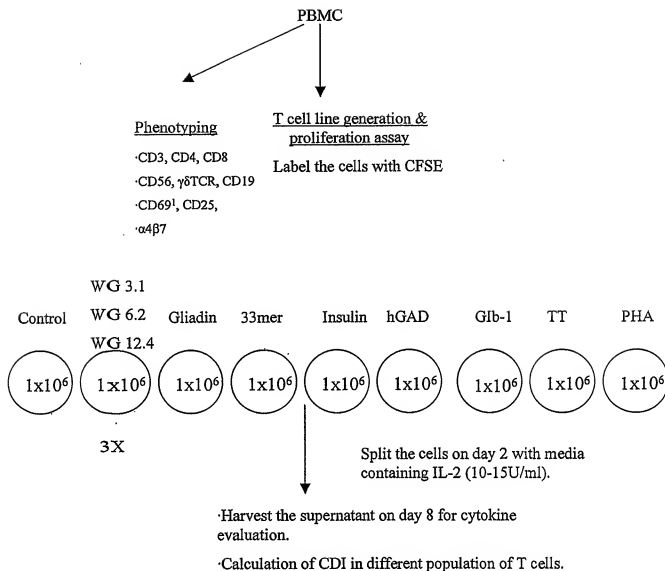 PBMC
Phenotyping
·CD3, CD4, CD8
·CD56, γδTCR, CD19
·CD69¹, CD25,
·α4β7
T cell line generation &
proliferation assay
Label the cells with CFSE
Control
WG 3.1
WG 6.2
WG 12.4
Gliadin
33mer
Insulin
hGAD
Glb-1
TT
PHA
1x10⁶
1x10⁶
1x10⁶
1x10⁶
1x10⁶
1x10⁶
1x10⁶
1x10⁶
1x10⁶
3X
Split the cells on day 2 with media
containing IL-2 (10-15U/ml).
·Harvest the supernatant on day 8 for cytokine
evaluation.
·Calculation of CDI in different population of T cells.